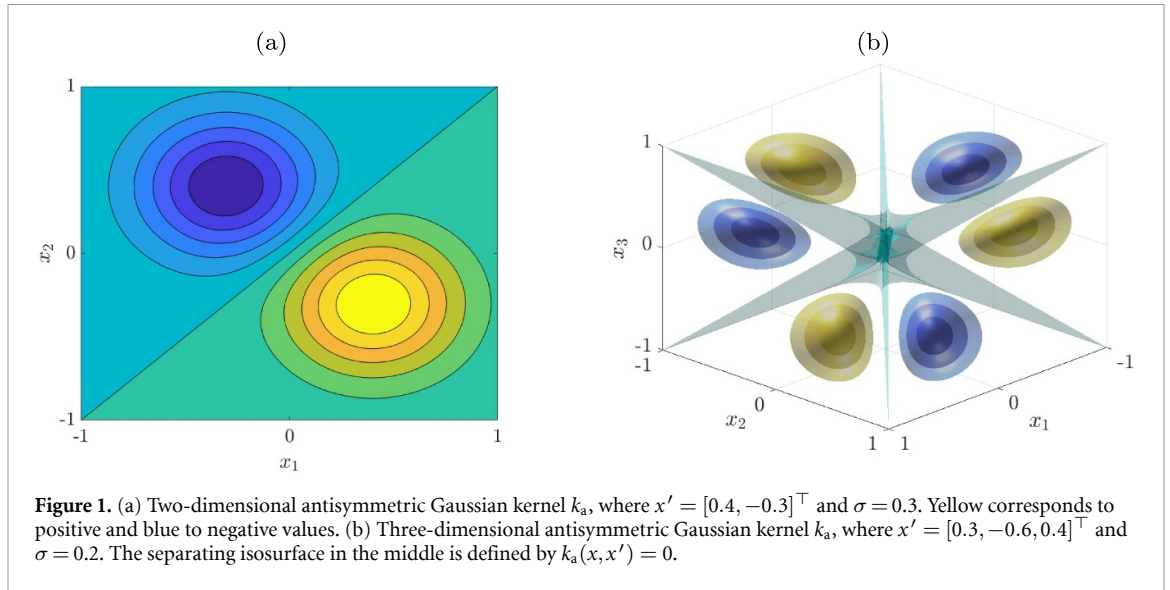 (a)
(b)
1
0
-1
x₂
-1
0
1
x₁
1
0
-1
x₃
-1
0
1
x₂
1
0
-1
x₁
Figure 1. (a) Two-dimensional antisymmetric Gaussian kernel kₐ, where x′ = [0.4, −0.3]⊤ and σ = 0.3. Yellow corresponds to
positive and blue to negative values. (b) Three-dimensional antisymmetric Gaussian kernel kₐ, where x′ = [0.3, −0.6, 0.4]⊤ and
σ = 0.2. The separating isosurface in the middle is defined by kₐ(x, x′) = 0.